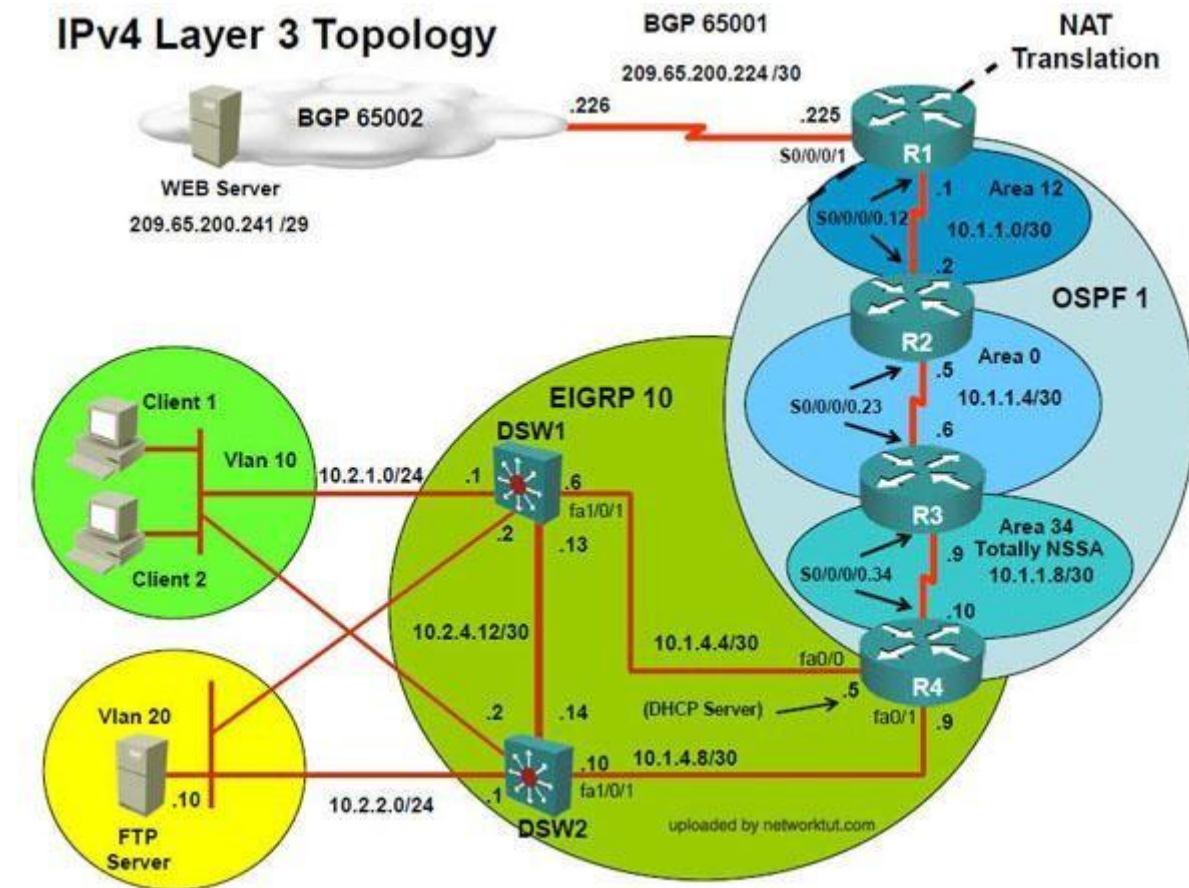 IPv4 Layer 3 Topology
BGP 65001
NAT
Translation
209.65.200.224 /30
BGP 65002
.226
.225
S0/0/0/1
R1
WEB Server
209.65.200.241 /29
.1
Area 12
S0/0/0/0.12
10.1.1.0/30
.2
OSPF 1
R2
Area 0
.5
10.1.1.4/30
S0/0/0/0.23
.6
R3
Area 34
Totally NSSA
10.1.1.8/30
.9
S0/0/0/0.34
.10
R4
EIGRP 10
DSW1
Client 1
Vlan 10
10.2.1.0/24
.1
.6
fa1/0/1
.2
.13
Client 2
10.2.4.12/30
10.1.4.4/30
fa0/0
.5
(DHCP Server)
fa0/1
.9
Vlan 20
.2
.14
.10
10.1.4.8/30
fa1/0/1
.10
.1
10.2.2.0/24
FTP
Server
DSW2
uploaded by networktut.com